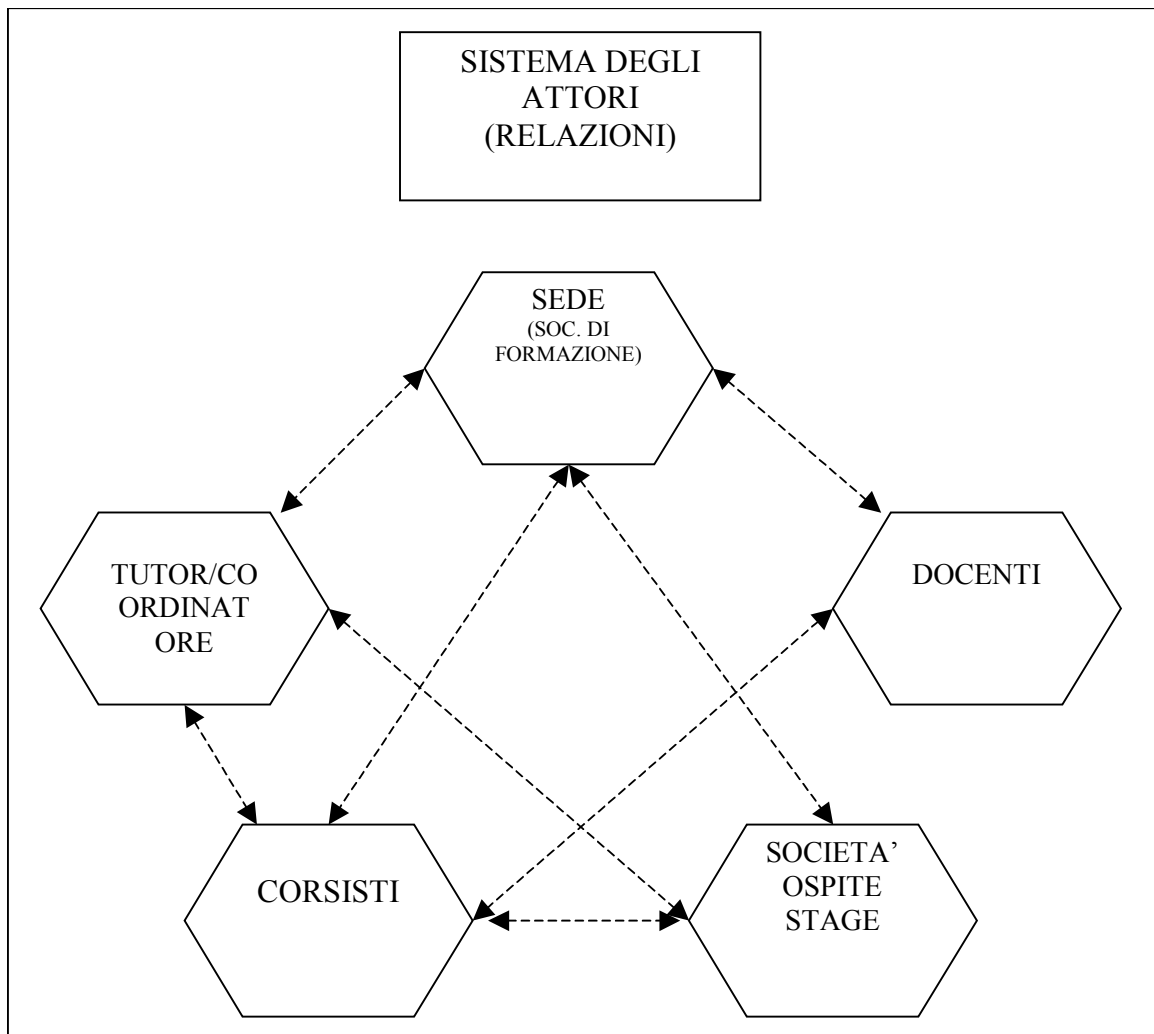 SISTEMA DEGLI
ATTORI
(RELAZIONI)
SEDE
(SOC. DI
FORMAZIONE)
TUTOR/CO
ORDINAT
ORE
DOCENTI
CORSISTI
SOCIETA’
OSPITE
STAGE